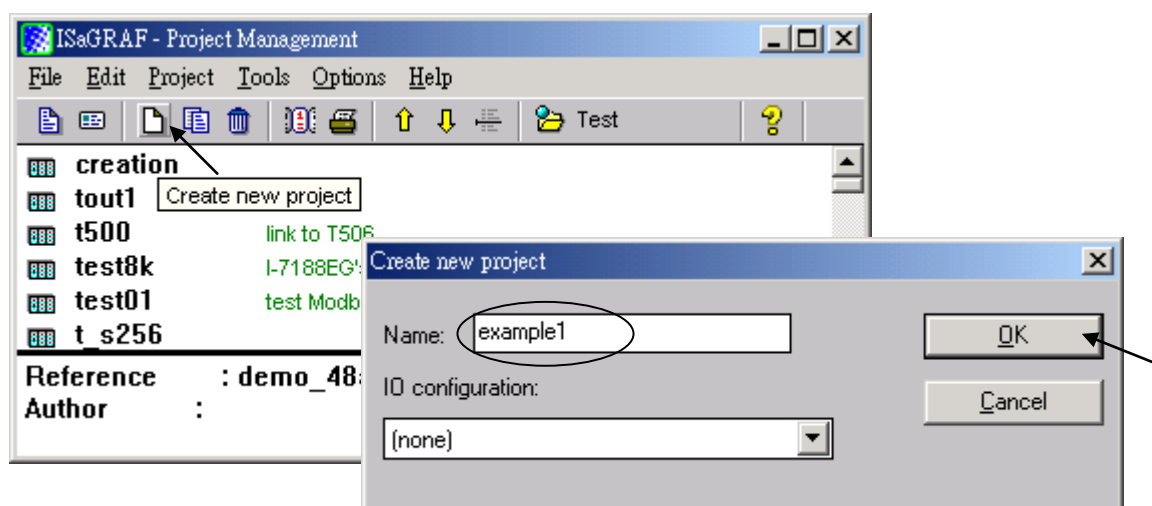 ISaGRAF - Project Management
File Edit Project Tools Options Help
Test
creation
Create new project
tout1
t500 link to T506
test8k I-7188EG's
test01 test Modb
t_s256
Reference : demo_48
Author :
Create new project
Name: example1
OK
IO configuration:
Cancel
(none)